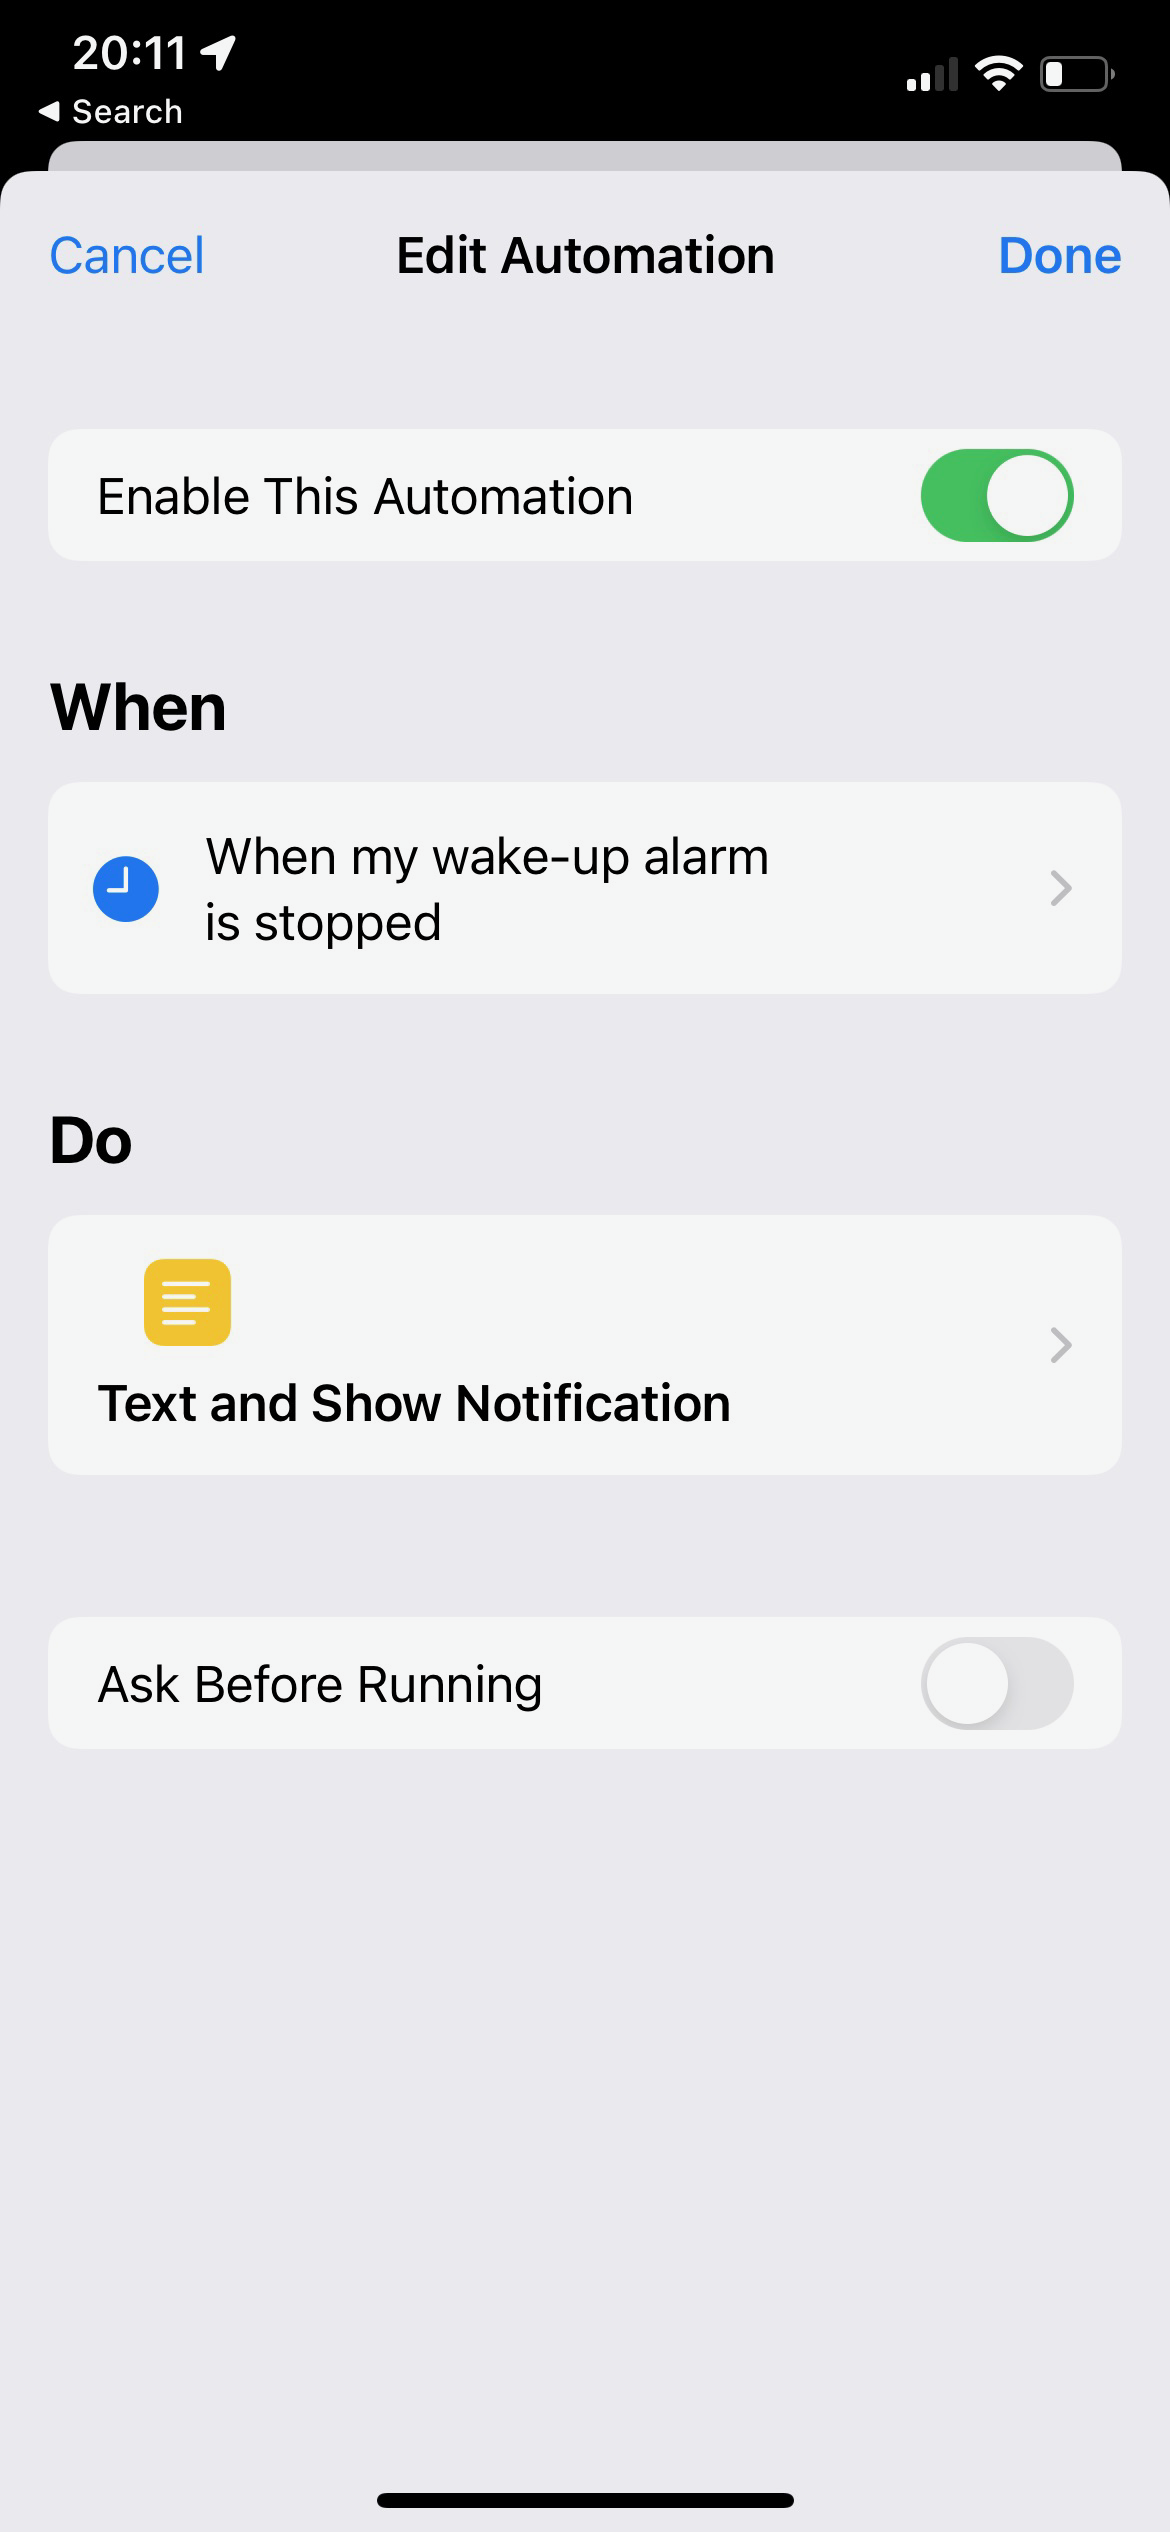 20:11
Search
Cancel
Edit Automation
Done
Enable This Automation
When
When my wake-up alarm
is stopped
Do
Text and Show Notification
Ask Before Running